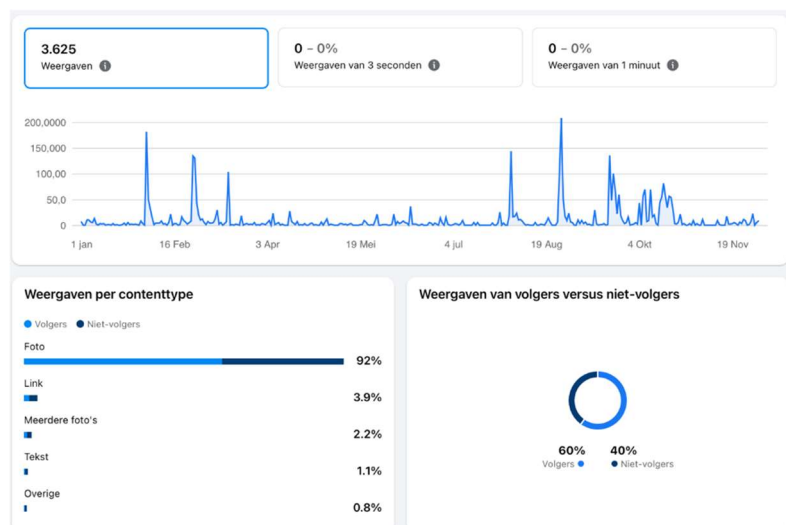 3.625
Weergaven
0 – 0%
Weergaven van 3 seconden
0 – 0%
Weergaven van 1 minuut
200,0000
150,000
100,00
50,0
0
1 jan
16 Feb
3 Apr
19 Mei
4 jul
19 Aug
4 Okt
19 Nov
Weergaven per contenttype
Volgers Niet-volgers
Foto
92%
Link
3.9%
Meerdere foto's
2.2%
Tekst
1.1%
Overige
0.8%
Weergaven van volgers versus niet-volgers
60% 40%
Volgers Niet-volgers